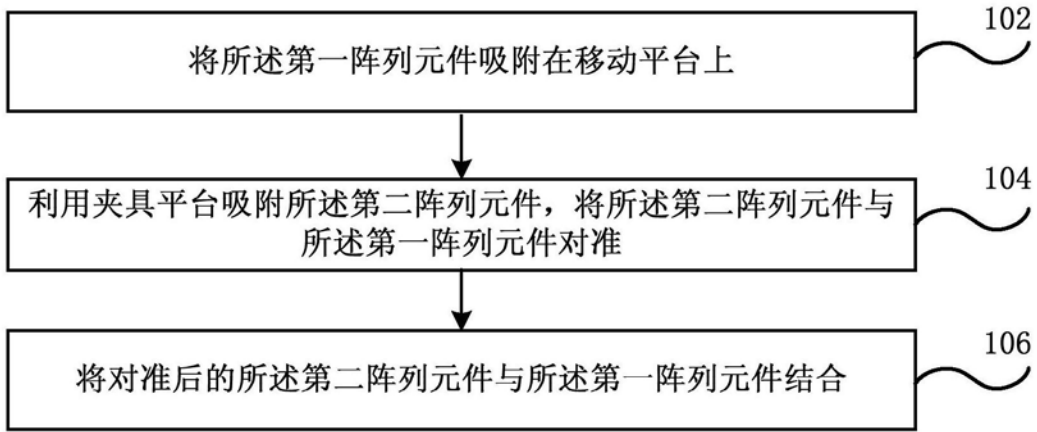 102
将所述第一阵列元件吸附在移动平台上
104
利用夹具平台吸附所述第二阵列元件，将所述第二阵列元件与
所述第一阵列元件对准
106
将对准后的所述第二阵列元件与所述第一阵列元件结合